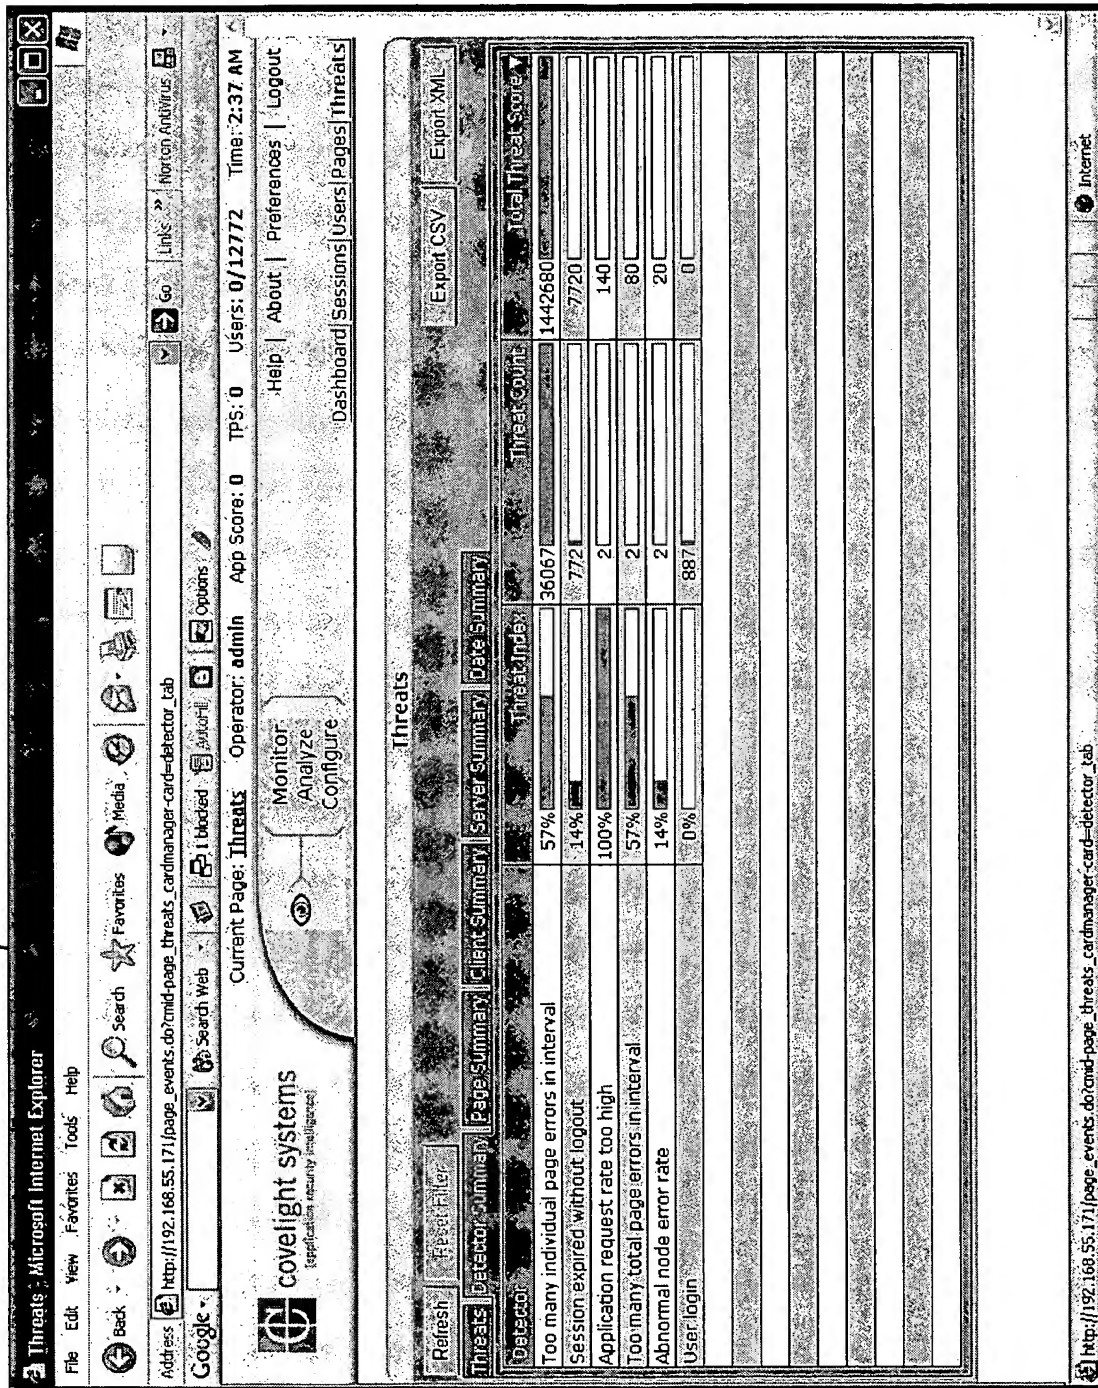 Threats - Microsoft Internet Explorer
File Edit View Favorites Tools Help
Back Search Favorites Media
Address http://192.168.55.171/page_events.do?cmid-page_threats_cardmanager-card=detector_tab Go Links » Norton AntiVirus
Google Search Web 1 blocked AutoFill Options
Current Page: Threats Operator: admin App Score: 0 TPS: 0 Users: 0/12772 Time: 2:37 AM
covelight systems
[application security intelligence]
Monitor
Analyze
Configure
Help | About | Preferences | Logout
Dashboard Sessions Users Pages Threats
Threats
Refresh Reset Filter Export CSV Export XML
Threats Detector Summary Page Summary Client Summary Server Summary Date Summary
Detector Threat Index Threat Count Total Threat Score
Too many individual page errors in interval 57% 36067 1442680
Session expired without logout 14% 772 7720
Application request rate too high 100% 2 140
Too many total page errors in interval 57% 2 80
Abnormal node error rate 14% 2 20
User login 0% 887 0
http://192.168.55.171/page_events.do?cmid-page_threats_cardmanager-card=detector_tab Internet